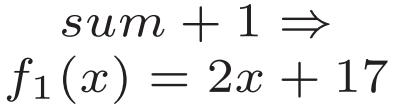 sum + 1 ⇒
f₁(x) = 2x + 17